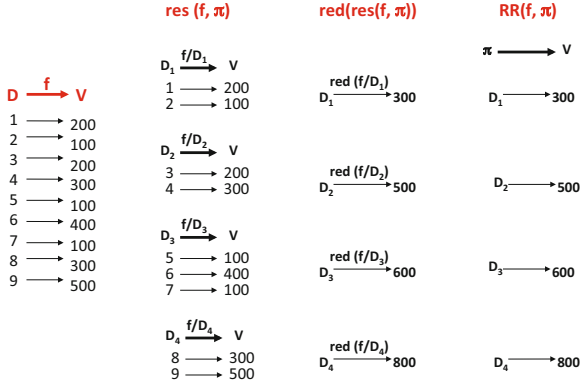 res (f, π) red(res(f, π)) RR(f, π)
D f V
1 200
2 100
3 200
4 300
5 100
6 400
7 100
8 300
9 500
D₁ f/D₁ V
1 200
2 100
D₂ f/D₂ V
3 200
4 300
D₃ f/D₃ V
5 100
6 400
7 100
D₄ f/D₄ V
8 300
9 500
red (f/D₁)
D₁ 300
red (f/D₂)
D₂ 500
red (f/D₃)
D₃ 600
red (f/D₄)
D₄ 800
π V
D₁ 300
D₂ 500
D₃ 600
D₄ 800